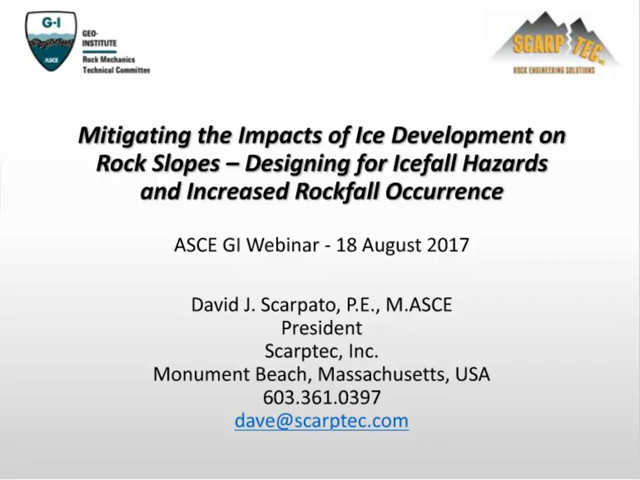 G-I
ASCE
GEO-
INSTITUTE
Rock Mechanics
Technical Committee
SCARPTEC
ROCK ENGINEERING SOLUTIONS
Mitigating the Impacts of Ice Development on
Rock Slopes – Designing for Icefall Hazards
and Increased Rockfall Occurrence
ASCE GI Webinar - 18 August 2017
David J. Scarpato, P.E., M.ASCE
President
Scarptec, Inc.
Monument Beach, Massachusetts, USA
603.361.0397
dave@scarptec.com